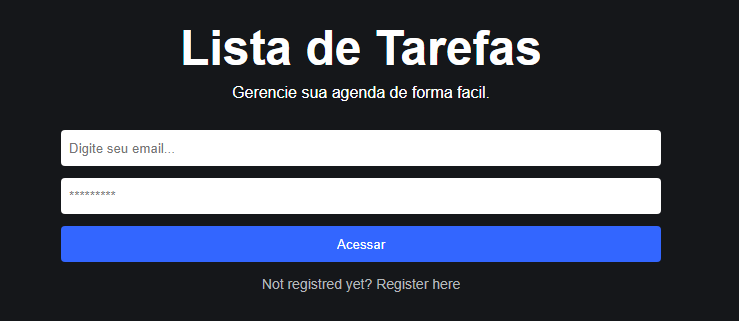 Lista de Tarefas
Gerencie sua agenda de forma facil.
Digite seu email...
*********
Acessar
Not registred yet? Register here